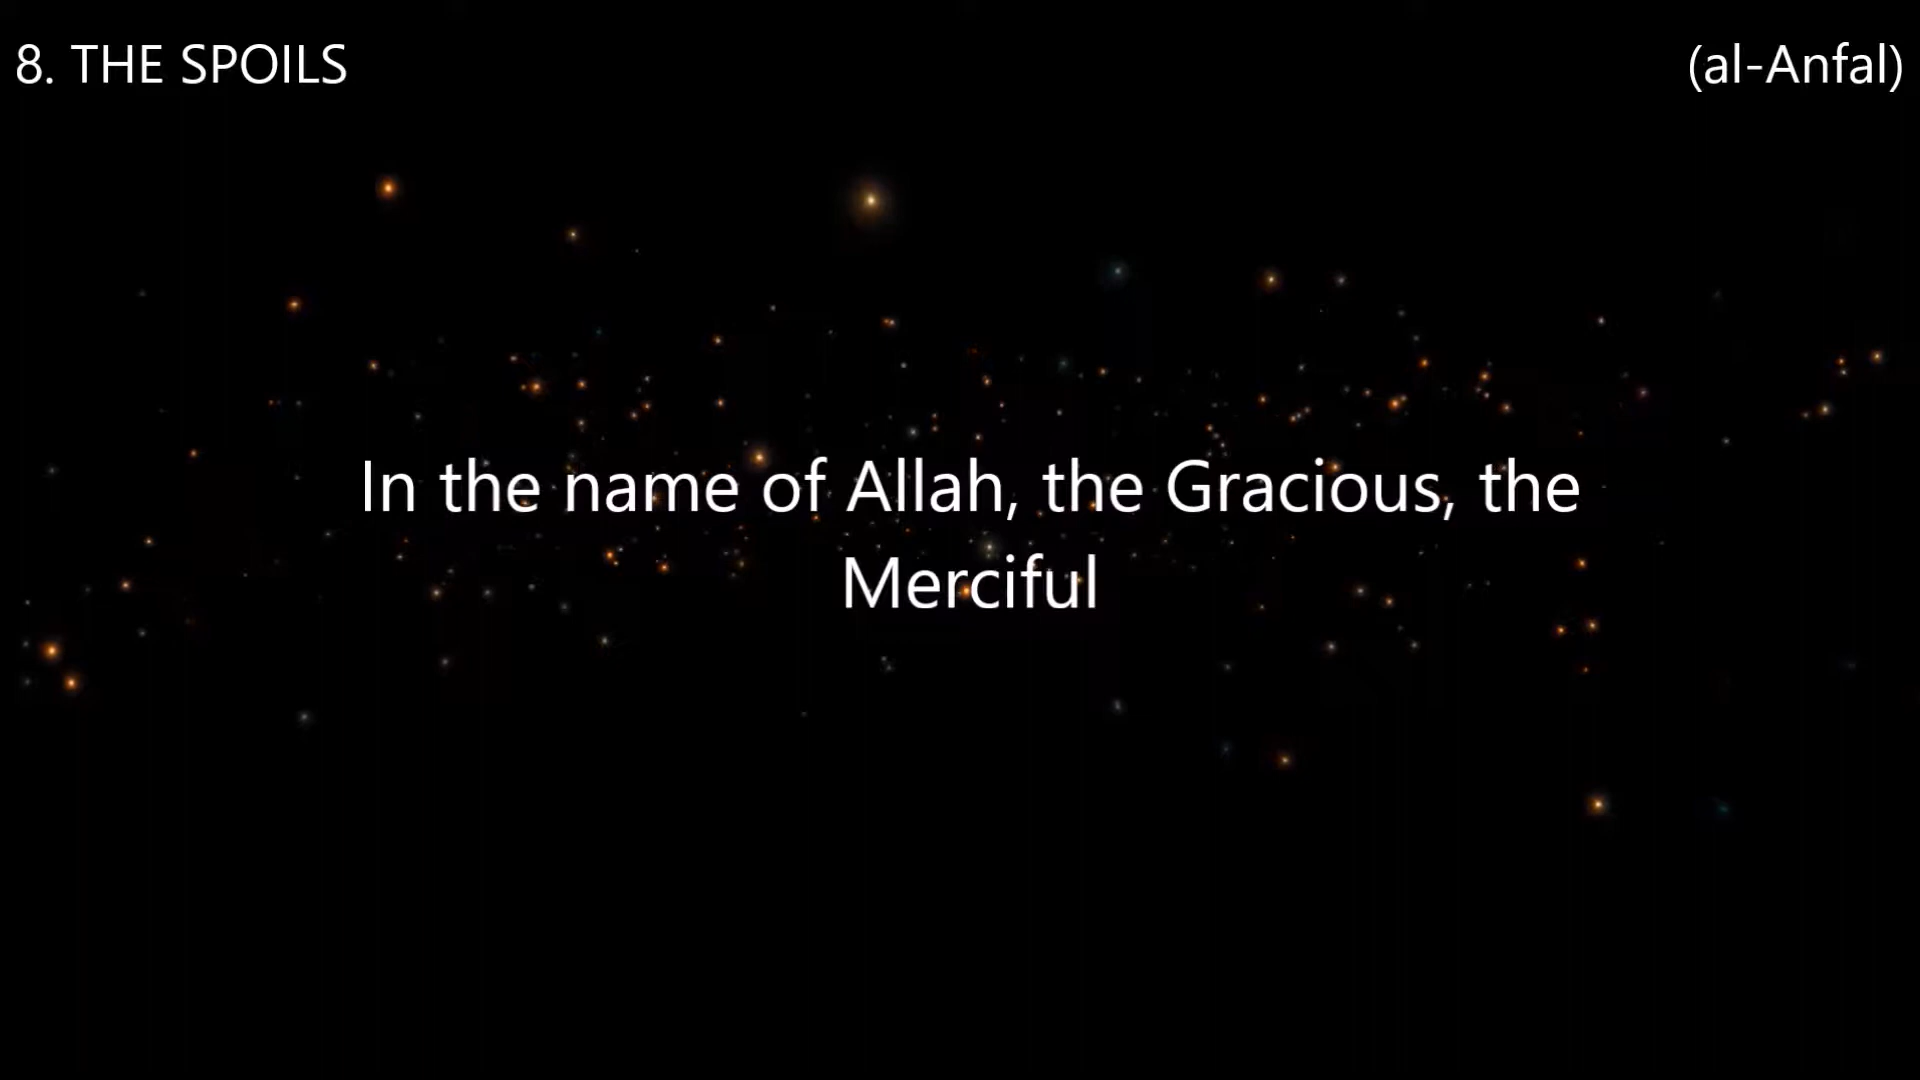 8. THE SPOILS
(al-Anfal)
In the name of Allah, the Gracious, the
Merciful